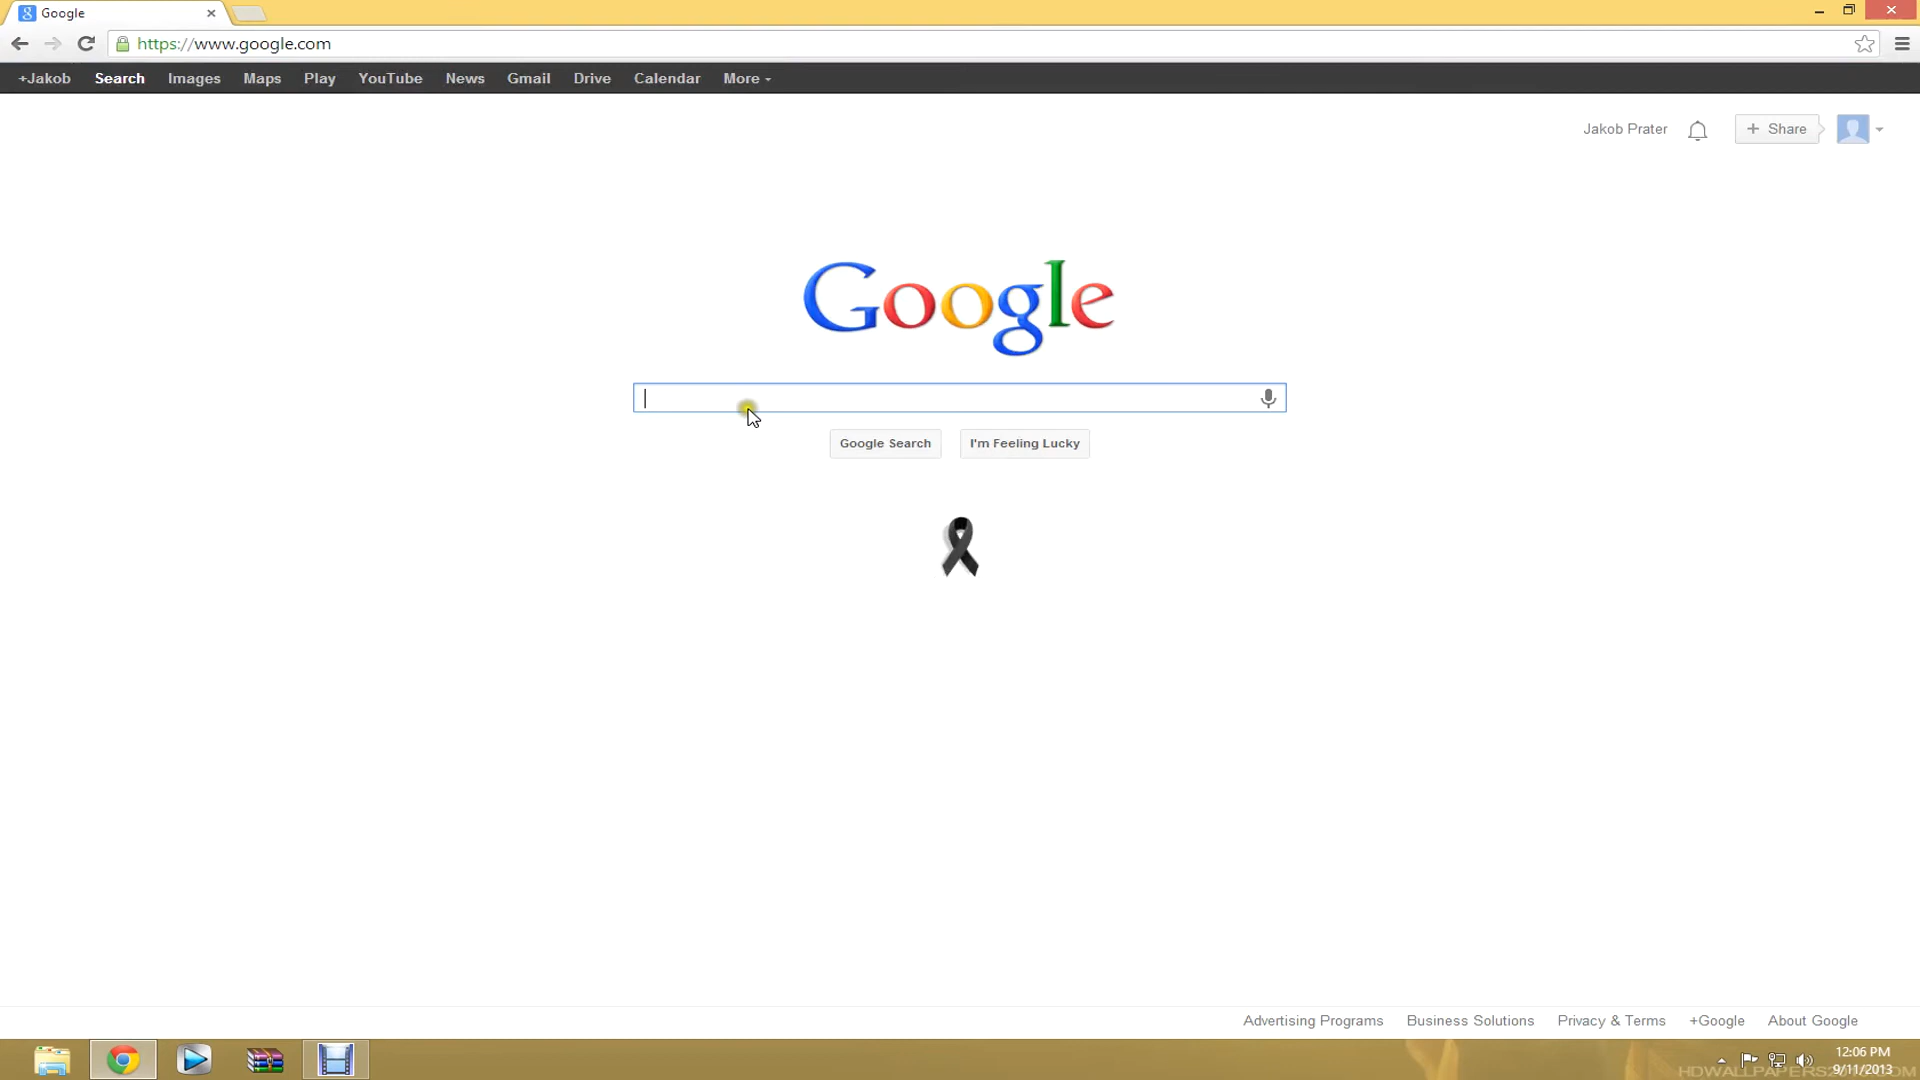 Google
https://www.google.com
+Jakob Search Images Maps Play YouTube News Gmail Drive Calendar More
Jakob Prater
+ Share
Google
Google Search
I'm Feeling Lucky
Advertising Programs Business Solutions Privacy & Terms +Google About Google
12:06 PM
9/11/2013